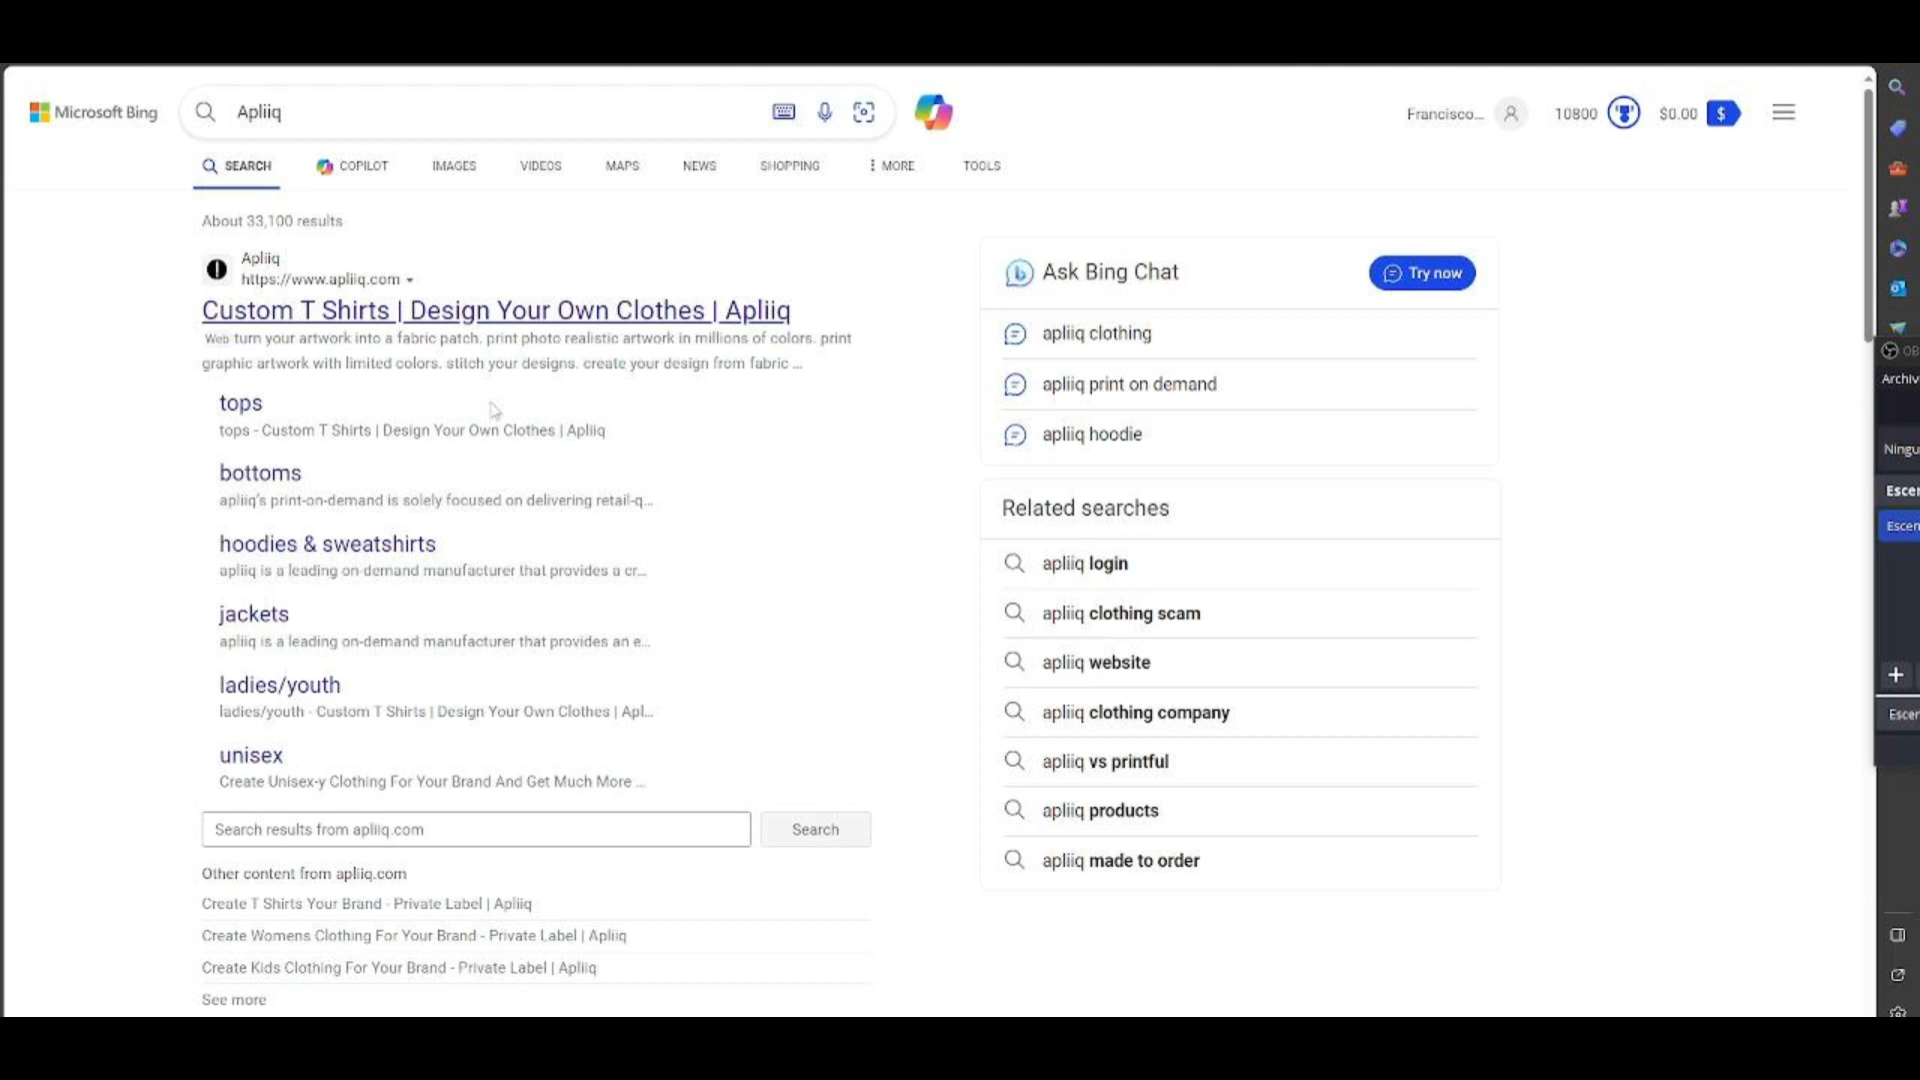 Microsoft Bing
Apliiq
Francisco...
10800
$0.00
SEARCH
COPILOT
IMAGES
VIDEOS
MAPS
NEWS
SHOPPING
MORE
TOOLS
About 33,100 results
Apliiq
https://www.apliiq.com
Custom T Shirts | Design Your Own Clothes | Apliiq
Web turn your artwork into a fabric patch. print photo realistic artwork in millions of colors. print
graphic artwork with limited colors. stitch your designs. create your design from fabric ...
tops
tops - Custom T Shirts | Design Your Own Clothes | Apliiq
bottoms
apliiq's print-on-demand is solely focused on delivering retail-q...
hoodies & sweatshirts
apliiq is a leading on-demand manufacturer that provides a cr...
jackets
apliiq is a leading on-demand manufacturer that provides an e...
ladies/youth
ladies/youth - Custom T Shirts | Design Your Own Clothes | Apl...
unisex
Create Unisex-y Clothing For Your Brand And Get Much More ...
Search results from apliiq.com
Search
Other content from apliiq.com
Create T Shirts Your Brand - Private Label | Apliiq
Create Womens Clothing For Your Brand - Private Label | Apliiq
Create Kids Clothing For Your Brand - Private Label | Apliiq
See more
Ask Bing Chat
Try now
apliiq clothing
apliiq print on demand
apliiq hoodie
Related searches
apliiq login
apliiq clothing scam
apliiq website
apliiq clothing company
apliiq vs printful
apliiq products
apliiq made to order
OB
Archiv
Ningu
Escen
Escen
Escen